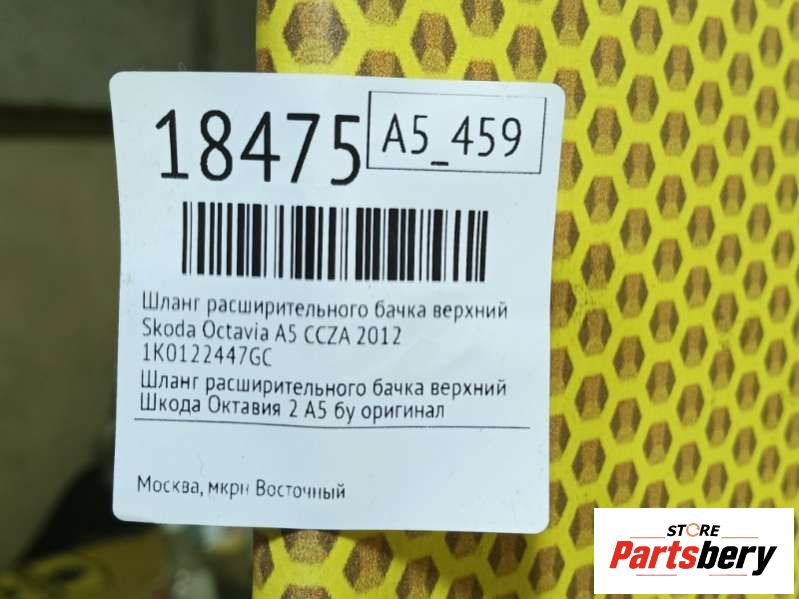 18475
A5_459
Шланг расширительного бачка верхний
Skoda Octavia A5 CCZA 2012
1K0122447GC
Шланг расширительного бачка верхний
Шкода Октавия 2 А5 бу оригинал
Москва, мкрн Восточный
STORE
Partsbery